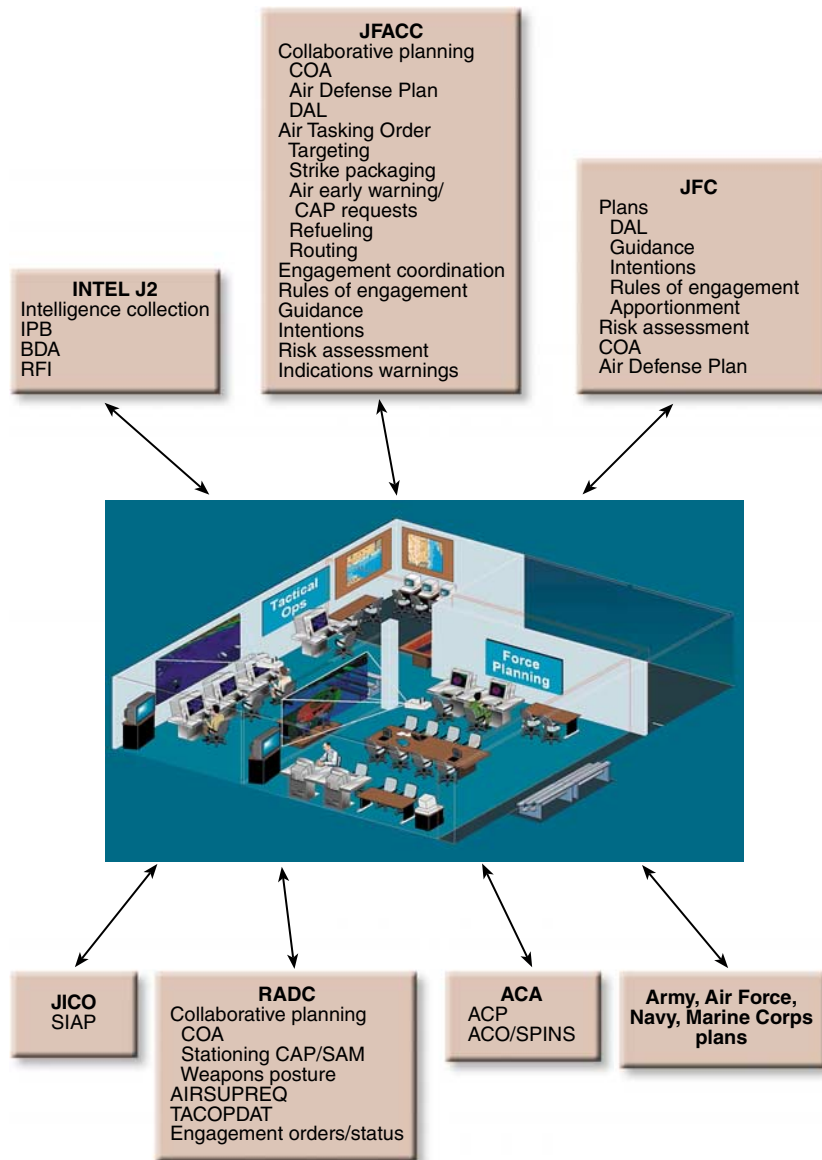 JFACC
Collaborative planning
COA
Air Defense Plan
DAL
Air Tasking Order
Targeting
Strike packaging
Air early warning/
CAP requests
Refueling
Routing
Engagement coordination
Rules of engagement
Guidance
Intentions
Risk assessment
Indications warnings
JFC
Plans
DAL
Guidance
Intentions
Rules of engagement
Apportionment
Risk assessment
COA
Air Defense Plan
INTEL J2
Intelligence collection
IPB
BDA
RFI
Tactical
Ops
Force
Planning
JICO
SIAP
RADC
Collaborative planning
COA
Stationing CAP/SAM
Weapons posture
AIRSUPREQ
TACOPDAT
Engagement orders/status
ACA
ACP
ACO/SPINS
Army, Air Force,
Navy, Marine Corps
plans